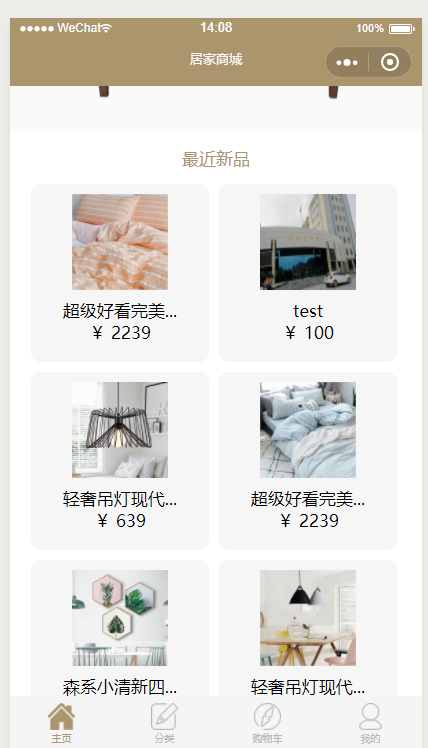 WeChat
14:08
100%
居家商城
最近新品
超级好看完美...
￥ 2239
test
￥ 100
轻奢吊灯现代...
￥ 639
超级好看完美...
￥ 2239
森系小清新四...
轻奢吊灯现代...
主页
分类
购物车
我的